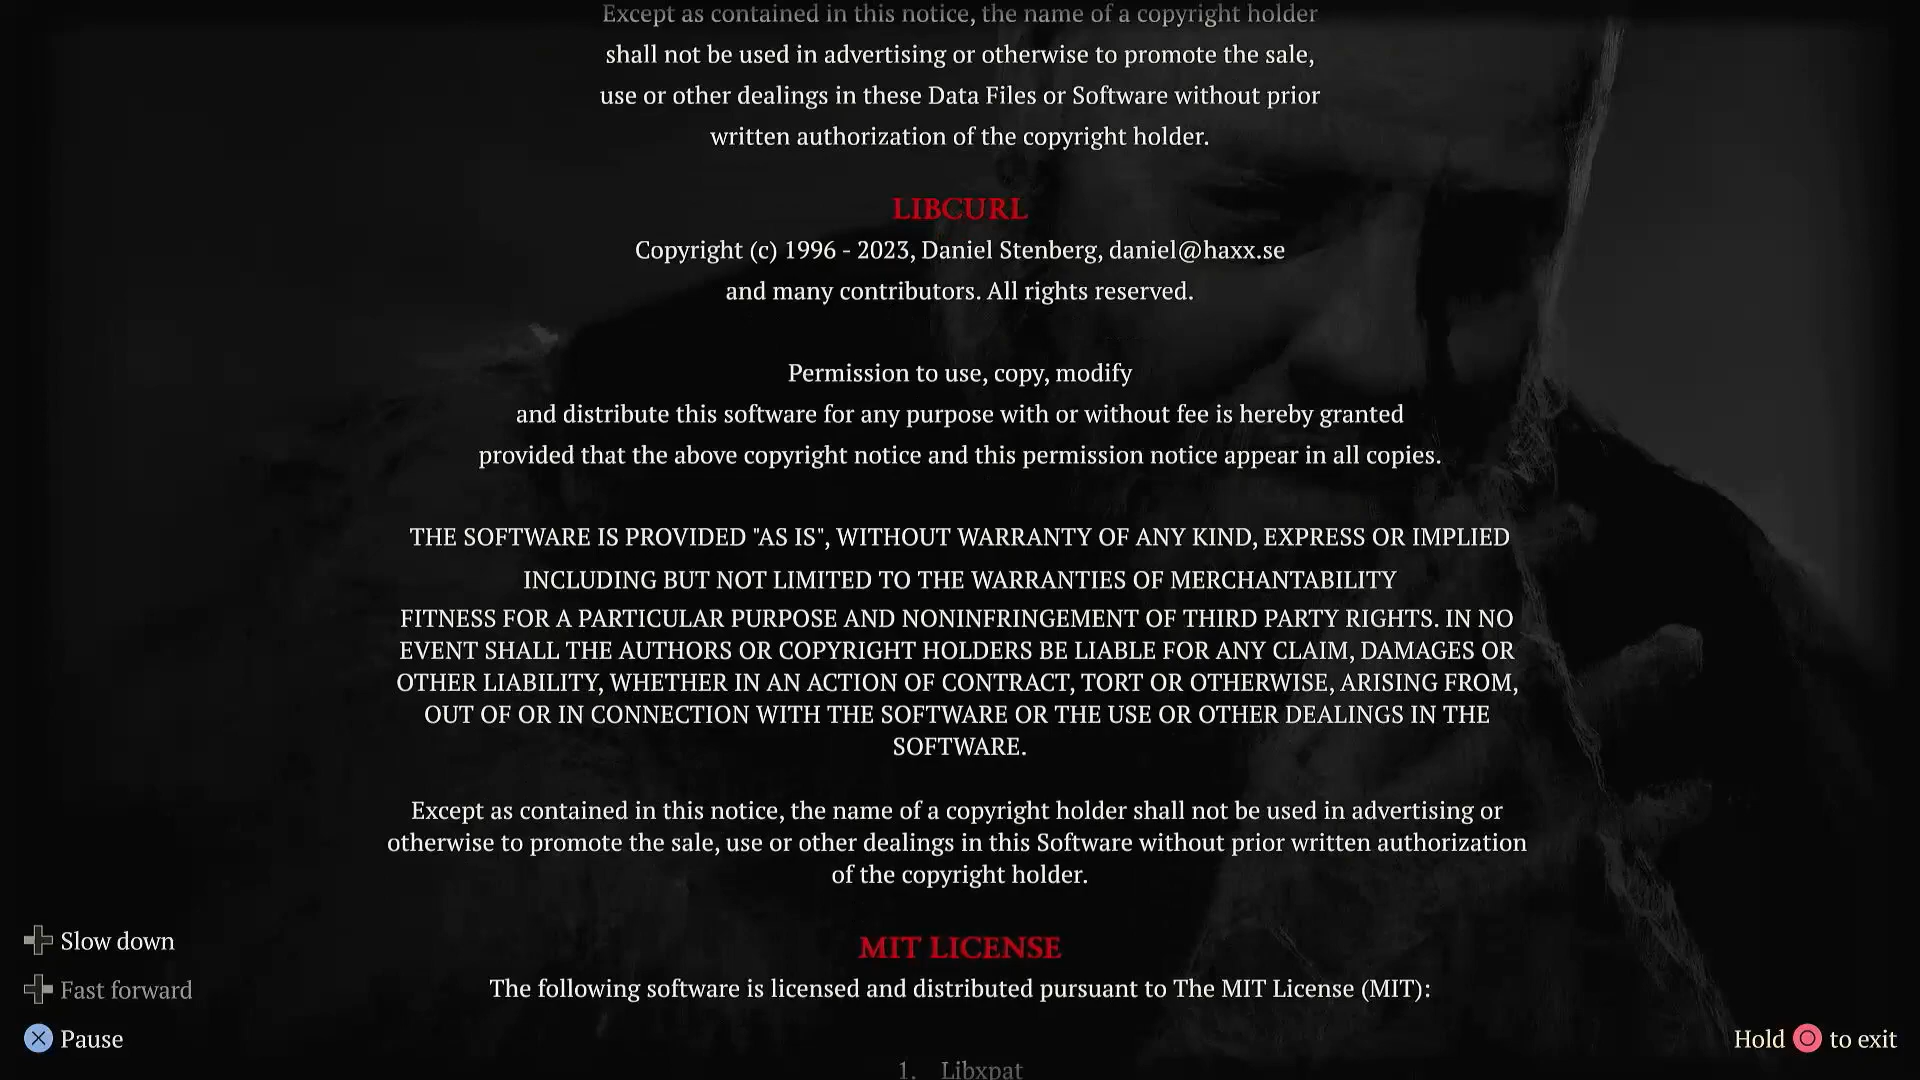 Except as contained in this notice, the name of a copyright holder
shall not be used in advertising or otherwise to promote the sale,
use or other dealings in these Data Files or Software without prior
written authorization of the copyright holder.
LIBCURL
Copyright (c) 1996 - 2023, Daniel Stenberg, daniel@haxx.se
and many contributors. All rights reserved.
Permission to use, copy, modify
and distribute this software for any purpose with or without fee is hereby granted
provided that the above copyright notice and this permission notice appear in all copies.
THE SOFTWARE IS PROVIDED "AS IS", WITHOUT WARRANTY OF ANY KIND, EXPRESS OR IMPLIED
INCLUDING BUT NOT LIMITED TO THE WARRANTIES OF MERCHANTABILITY
FITNESS FOR A PARTICULAR PURPOSE AND NONINFRINGEMENT OF THIRD PARTY RIGHTS. IN NO
EVENT SHALL THE AUTHORS OR COPYRIGHT HOLDERS BE LIABLE FOR ANY CLAIM, DAMAGES OR
OTHER LIABILITY, WHETHER IN AN ACTION OF CONTRACT, TORT OR OTHERWISE, ARISING FROM,
OUT OF OR IN CONNECTION WITH THE SOFTWARE OR THE USE OR OTHER DEALINGS IN THE
SOFTWARE.
Except as contained in this notice, the name of a copyright holder shall not be used in advertising or
otherwise to promote the sale, use or other dealings in this Software without prior written authorization
of the copyright holder.
MIT LICENSE
The following software is licensed and distributed pursuant to The MIT License (MIT):
1. Libxpat
Slow down
Fast forward
Pause
Hold to exit